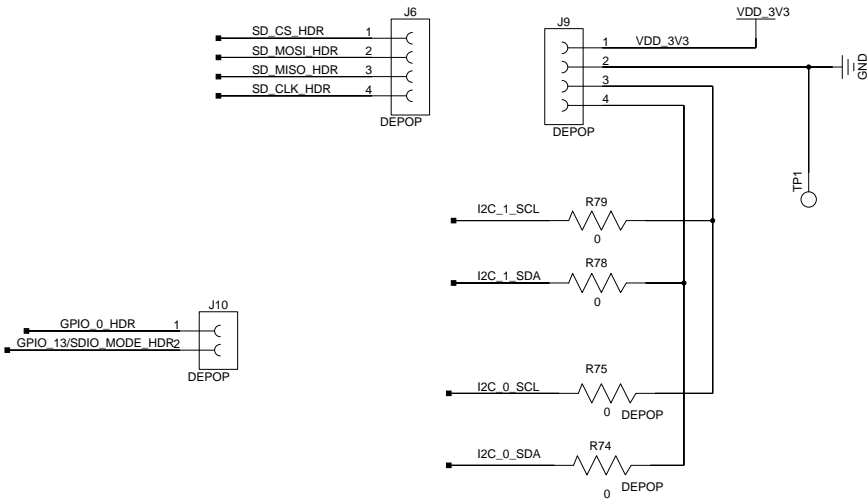 J6
SD_CS_HDR 1
SD_MOSI_HDR 2
SD_MISO_HDR 3
SD_CLK_HDR 4
DEPOP
VDD_3V3
J9
1 VDD_3V3
2
3
4
DEPOP
GND
TP1
I2C_1_SCL R79
0
I2C_1_SDA R78
0
J10
GPIO_0_HDR 1
GPIO_13/SDIO_MODE_HDR 2
DEPOP
I2C_0_SCL R75
0 DEPOP
I2C_0_SDA R74
0 DEPOP